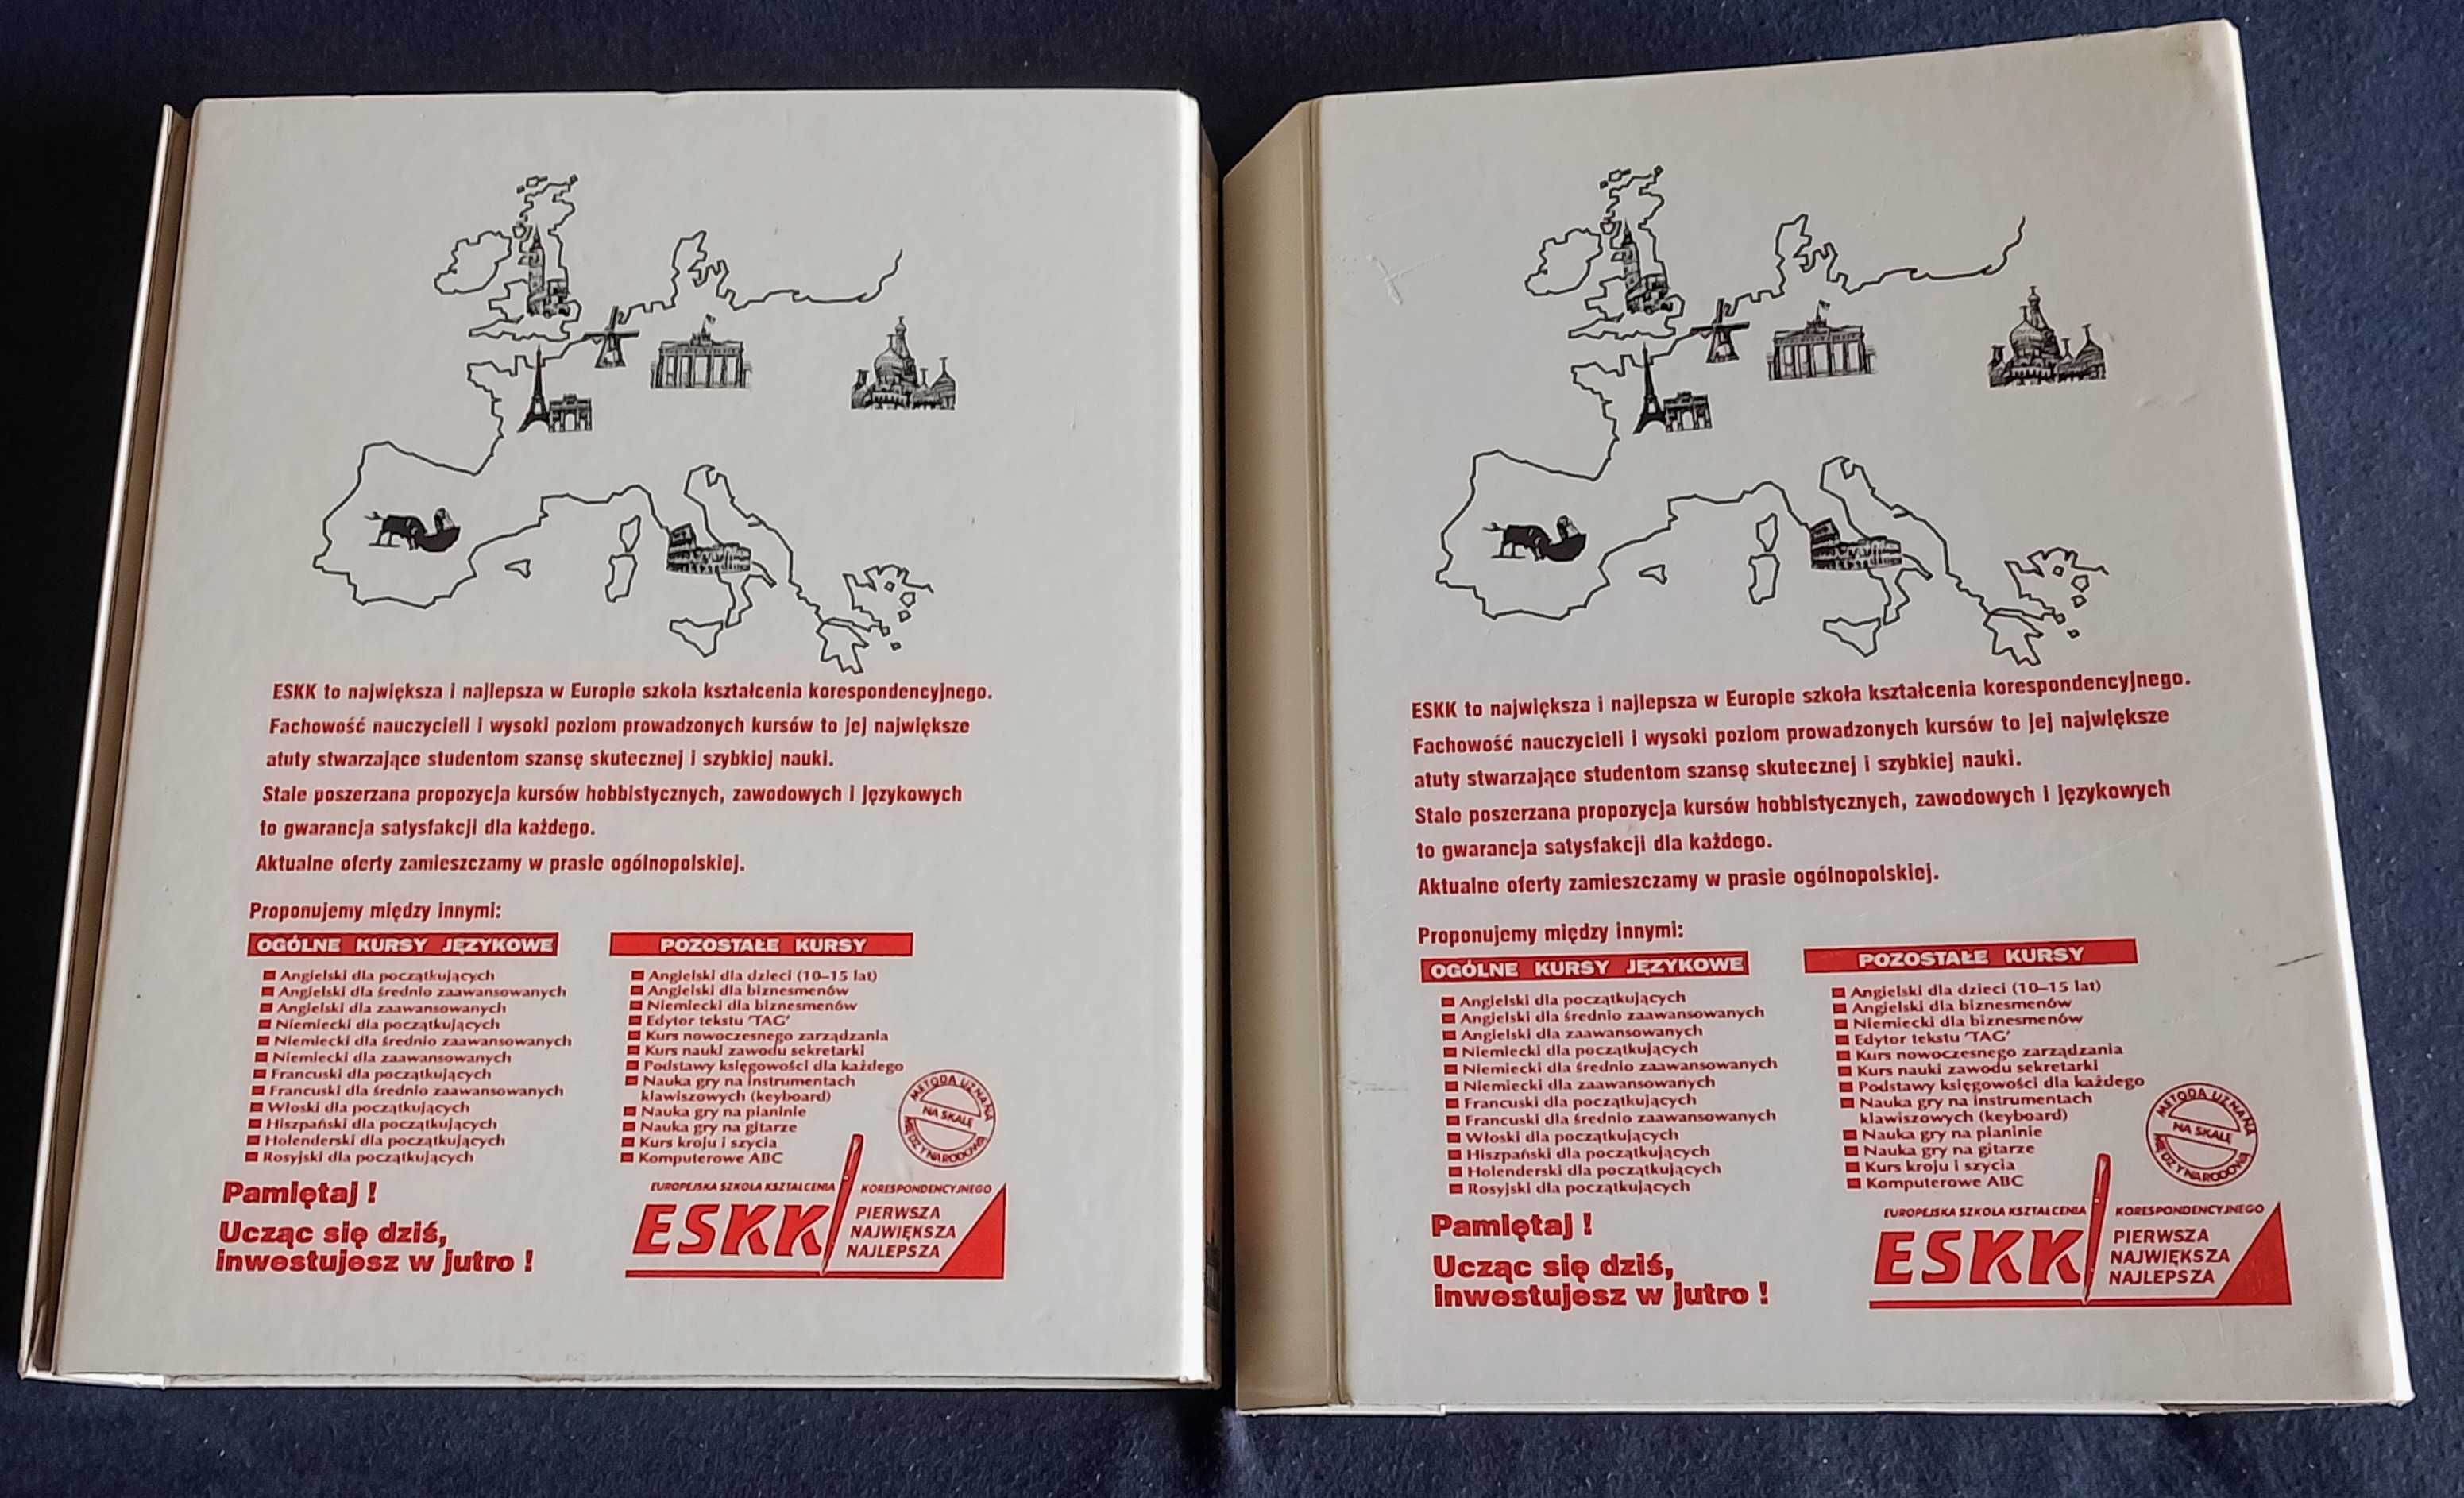 ESKK to największa i najlepsza w Europie szkoła kształcenia korespondencyjnego.
Fachowość nauczycieli i wysoki poziom prowadzonych kursów to jej największe
atuty stwarzające studentom szansę skutecznej i szybkiej nauki.
Stale poszerzana propozycja kursów hobbistycznych, zawodowych i językowych
to gwarancja satysfakcji dla każdego.
Aktualne oferty zamieszczamy w prasie ogólnopolskiej.
Proponujemy między innymi:
OGÓLNE KURSY JĘZYKOWE
Angielski dla początkujących
Angielski dla średnio zaawansowanych
Angielski dla zaawansowanych
Niemiecki dla początkujących
Niemiecki dla średnio zaawansowanych
Niemiecki dla zaawansowanych
Francuski dla początkujących
Francuski dla średnio zaawansowanych
Włoski dla początkujących
Hiszpański dla początkujących
Holenderski dla początkujących
Rosyjski dla początkujących
POZOSTAŁE KURSY
Angielski dla dzieci (10–15 lat)
Angielski dla biznesmenów
Niemiecki dla biznesmenów
Edytor tekstu 'TAG'
Kurs nowoczesnego zarządzania
Kurs nauki zawodu sekretarki
Podstawy księgowości dla każdego
Nauka gry na instrumentach
klawiszowych (keyboard)
Nauka gry na pianinie
Nauka gry na gitarze
Kurs kroju i szycia
Komputerowe ABC
METODA UZNANA
NA SKALĘ
MIĘDZYNARODOWĄ
Pamiętaj !
Ucząc się dziś,
inwestujesz w jutro !
EUROPEJSKA SZKOŁA KSZTAŁCENIA KORESPONDENCYJNEGO
ESKK
PIERWSZA
NAJWIĘKSZA
NAJLEPSZA
ESKK to największa i najlepsza w Europie szkoła kształcenia korespondencyjnego.
Fachowość nauczycieli i wysoki poziom prowadzonych kursów to jej największe
atuty stwarzające studentom szansę skutecznej i szybkiej nauki.
Stale poszerzana propozycja kursów hobbistycznych, zawodowych i językowych
to gwarancja satysfakcji dla każdego.
Aktualne oferty zamieszczamy w prasie ogólnopolskiej.
Proponujemy między innymi:
OGÓLNE KURSY JĘZYKOWE
Angielski dla początkujących
Angielski dla średnio zaawansowanych
Angielski dla zaawansowanych
Niemiecki dla początkujących
Niemiecki dla średnio zaawansowanych
Niemiecki dla zaawansowanych
Francuski dla początkujących
Francuski dla średnio zaawansowanych
Włoski dla początkujących
Hiszpański dla początkujących
Holenderski dla początkujących
Rosyjski dla początkujących
POZOSTAŁE KURSY
Angielski dla dzieci (10–15 lat)
Angielski dla biznesmenów
Niemiecki dla biznesmenów
Edytor tekstu 'TAG'
Kurs nowoczesnego zarządzania
Kurs nauki zawodu sekretarki
Podstawy księgowości dla każdego
Nauka gry na instrumentach
klawiszowych (keyboard)
Nauka gry na pianinie
Nauka gry na gitarze
Kurs kroju i szycia
Komputerowe ABC
METODA UZNANA
NA SKALĘ
MIĘDZYNARODOWĄ
Pamiętaj !
Ucząc się dziś,
inwestujesz w jutro !
EUROPEJSKA SZKOŁA KSZTAŁCENIA KORESPONDENCYJNEGO
ESKK
PIERWSZA
NAJWIĘKSZA
NAJLEPSZA